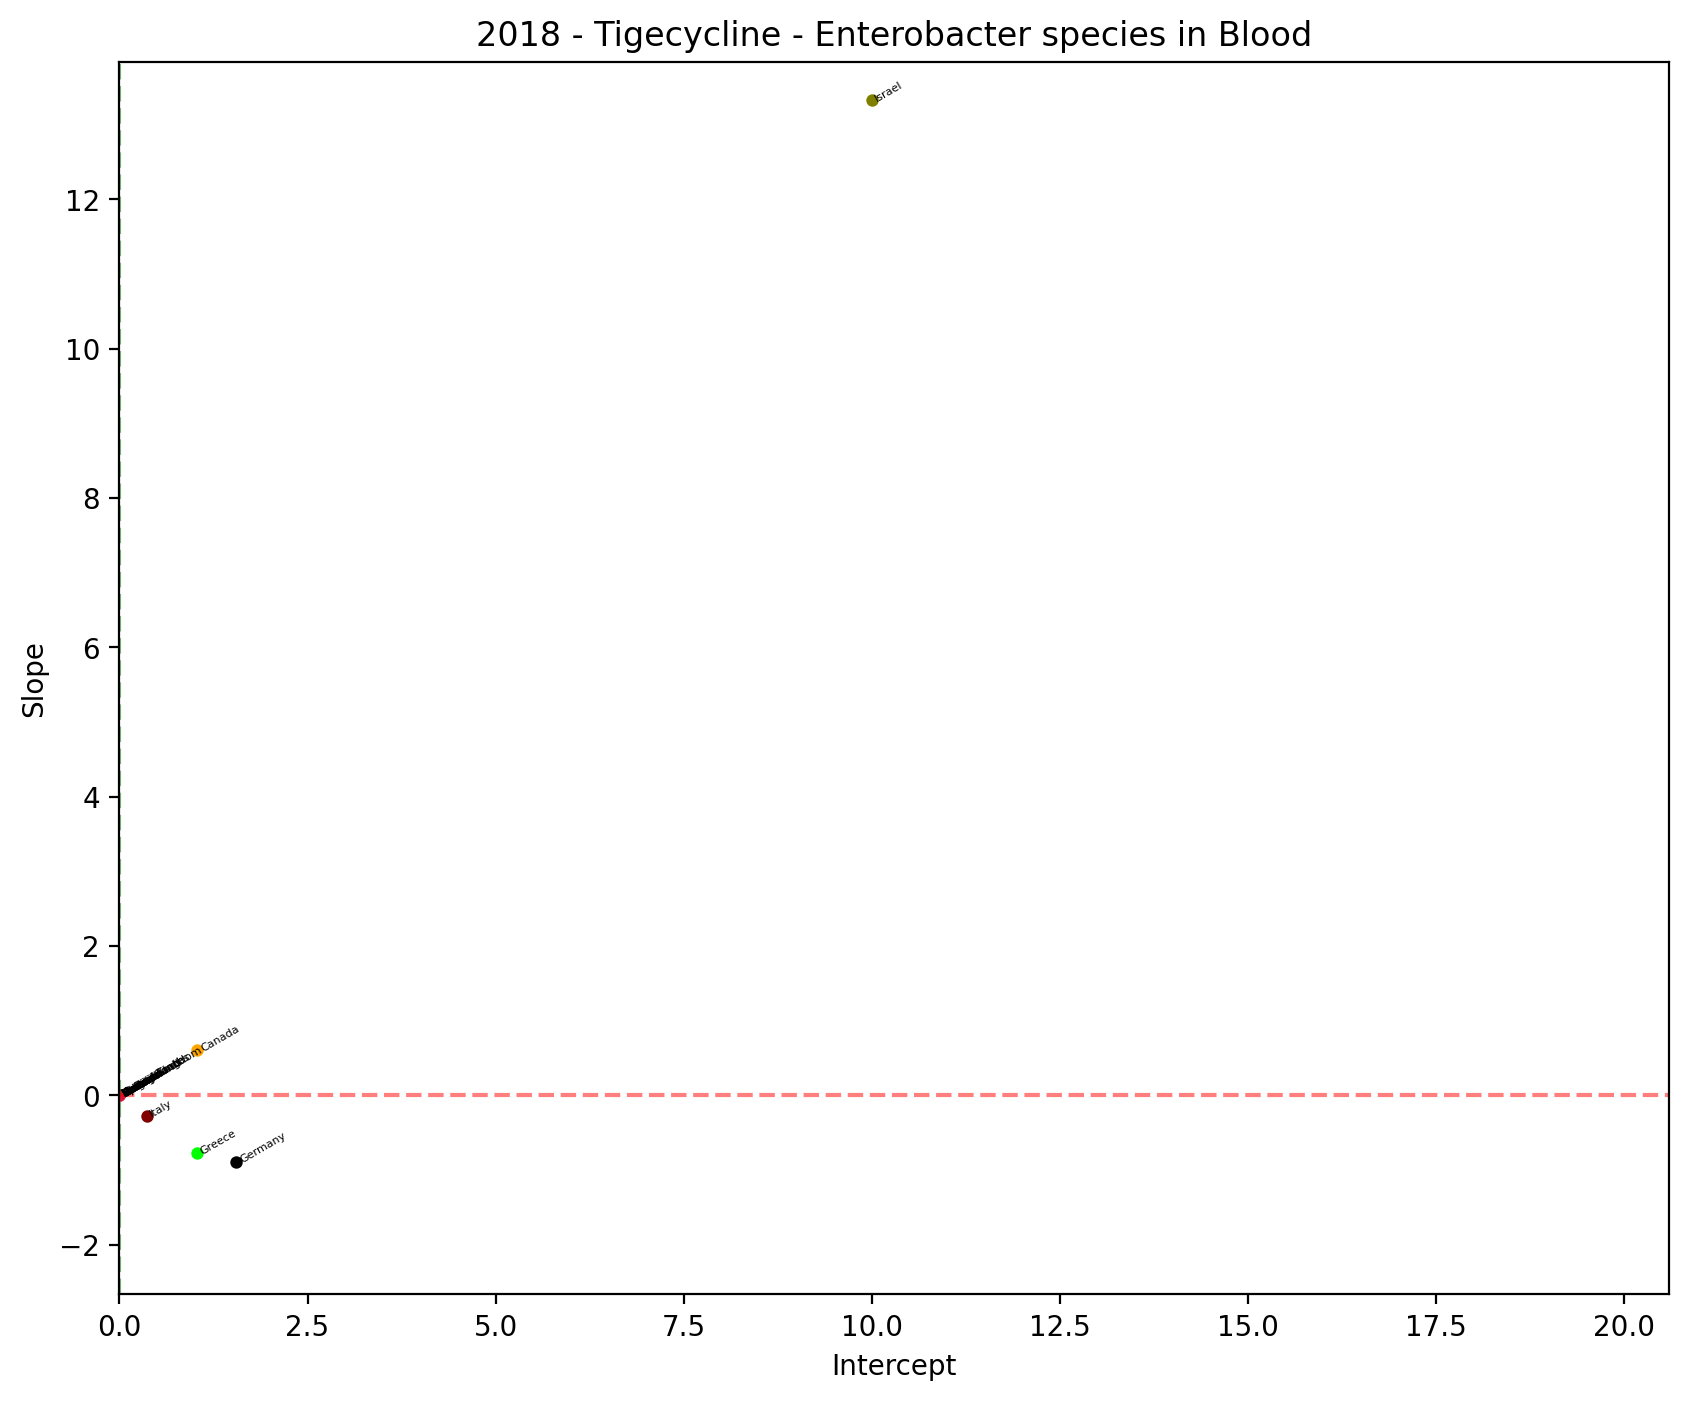 2018 - Tigecycline - Enterobacter species in Blood
Israel
12
10
8
6
4
2
0
−2
Slope
Canada
Italy
Greece
Germany
0.0 2.5 5.0 7.5 10.0 12.5 15.0 17.5 20.0
Intercept